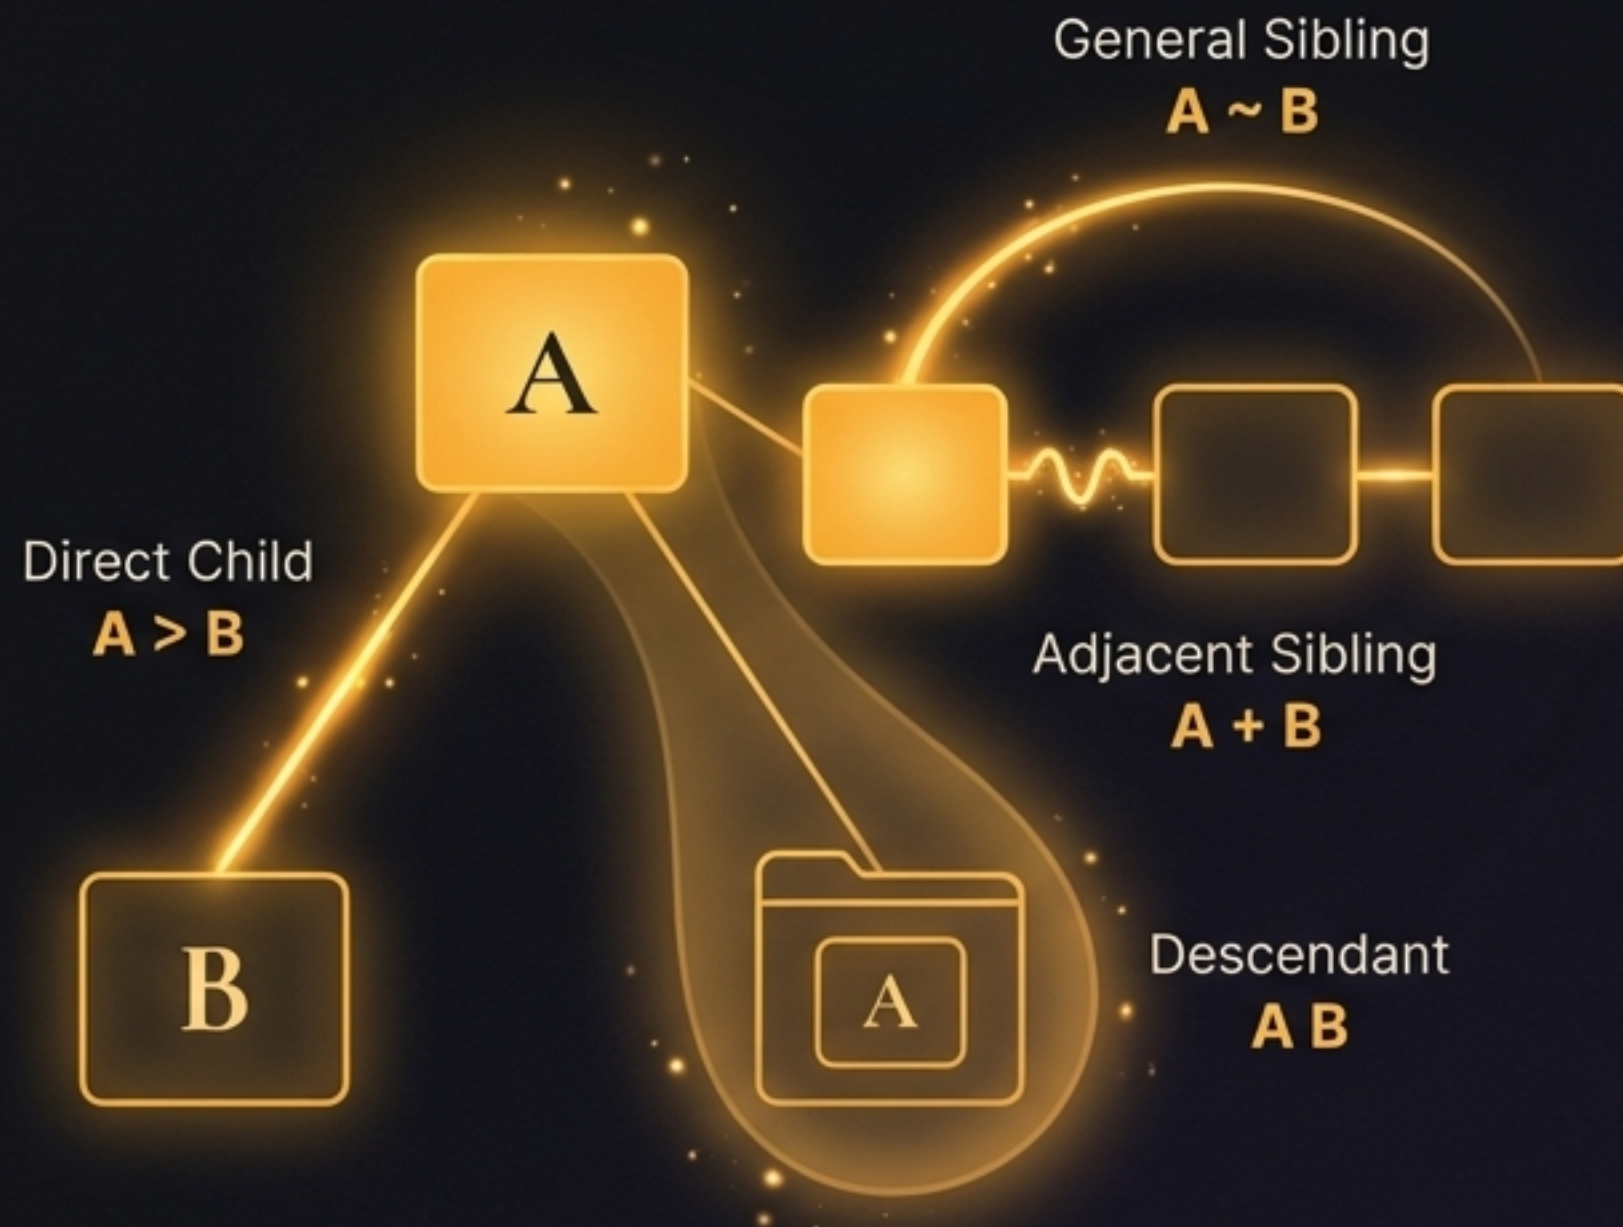 General Sibling
A ~ B
A
Direct Child
A > B
Adjacent Sibling
A + B
B
A
Descendant
A B